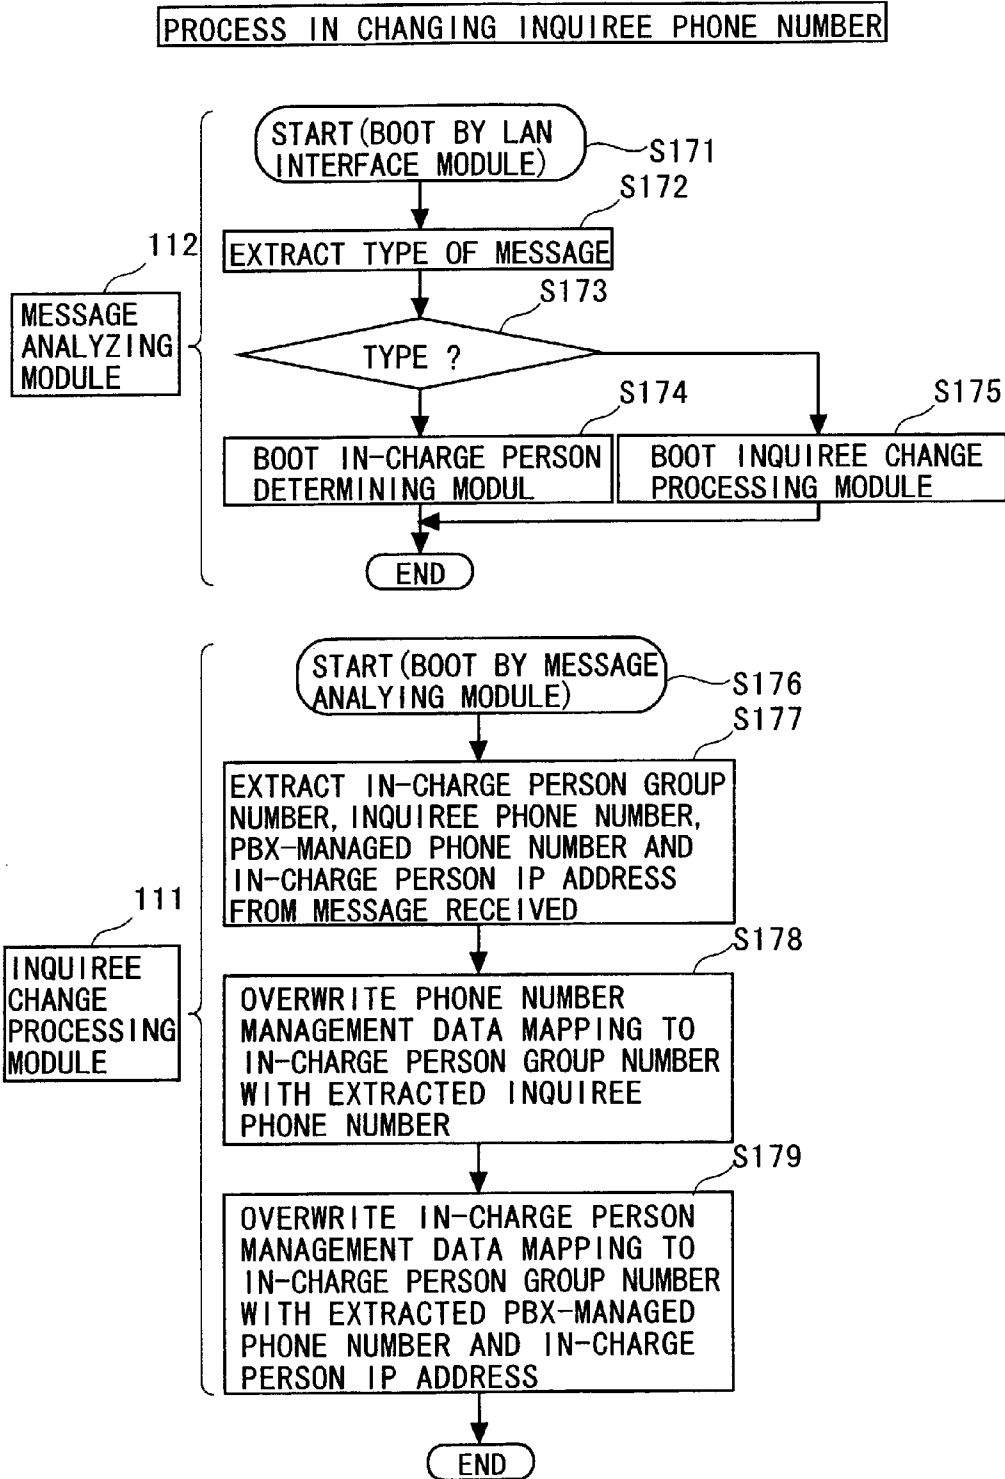 PROCESS IN CHANGING INQUIREE PHONE NUMBER
START(BOOT BY LAN
INTERFACE MODULE)
S171
S172
EXTRACT TYPE OF MESSAGE
112
MESSAGE
ANALYZING
MODULE
S173
TYPE ?
S174
S175
BOOT IN-CHARGE PERSON
DETERMINING MODUL
BOOT INQUIREE CHANGE
PROCESSING MODULE
END
START(BOOT BY MESSAGE
ANALYING MODULE)
S176
S177
EXTRACT IN-CHARGE PERSON GROUP
NUMBER, INQUIREE PHONE NUMBER,
PBX-MANAGED PHONE NUMBER AND
IN-CHARGE PERSON IP ADDRESS
FROM MESSAGE RECEIVED
111
INQUIREE
CHANGE
PROCESSING
MODULE
S178
OVERWRITE PHONE NUMBER
MANAGEMENT DATA MAPPING TO
IN-CHARGE PERSON GROUP NUMBER
WITH EXTRACTED INQUIREE
PHONE NUMBER
S179
OVERWRITE IN-CHARGE PERSON
MANAGEMENT DATA MAPPING TO
IN-CHARGE PERSON GROUP NUMBER
WITH EXTRACTED PBX-MANAGED
PHONE NUMBER AND IN-CHARGE
PERSON IP ADDRESS
END